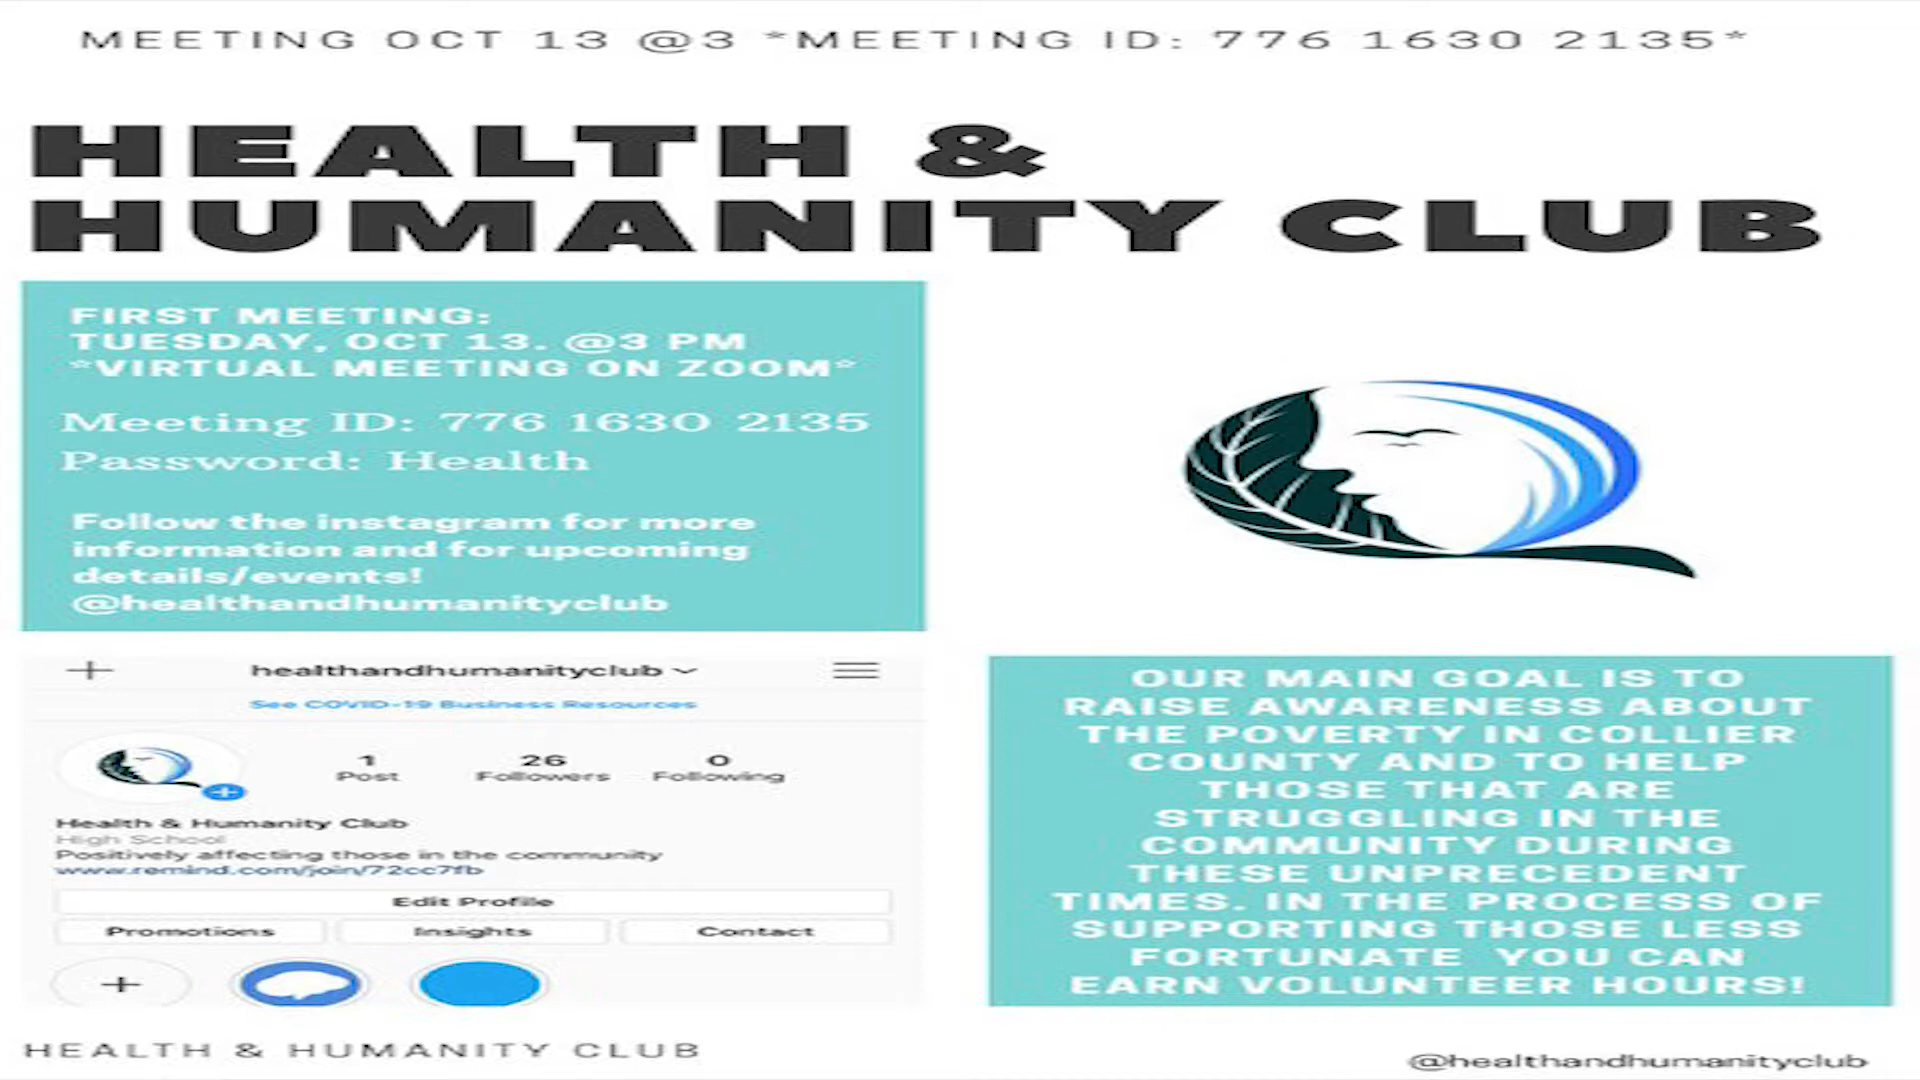 MEETING OCT 13 @3 *MEETING ID: 776 1630 2135*
HEALTH &
HUMANITY CLUB
FIRST MEETING:
TUESDAY, OCT 13. @3 PM
*VIRTUAL MEETING ON ZOOM*
Meeting ID: 776 1630 2135
Password: Health
Follow the instagram for more
information and for upcoming
details/events!
@healthandhumanityclub
healthandhumanityclub
See COVID-19 Business Resources
1 26 0
Post Followers Following
Health & Humanity Club
High School
Positively affecting those in the community
www.remind.com/join/72cc7fb
Edit Profile
Promotions Insights Contact
OUR MAIN GOAL IS TO
RAISE AWARENESS ABOUT
THE POVERTY IN COLLIER
COUNTY AND TO HELP
THOSE THAT ARE
STRUGGLING IN THE
COMMUNITY DURING
THESE UNPRECEDENT
TIMES. IN THE PROCESS OF
SUPPORTING THOSE LESS
FORTUNATE YOU CAN
EARN VOLUNTEER HOURS!
HEALTH & HUMANITY CLUB
@healthandhumanityclub